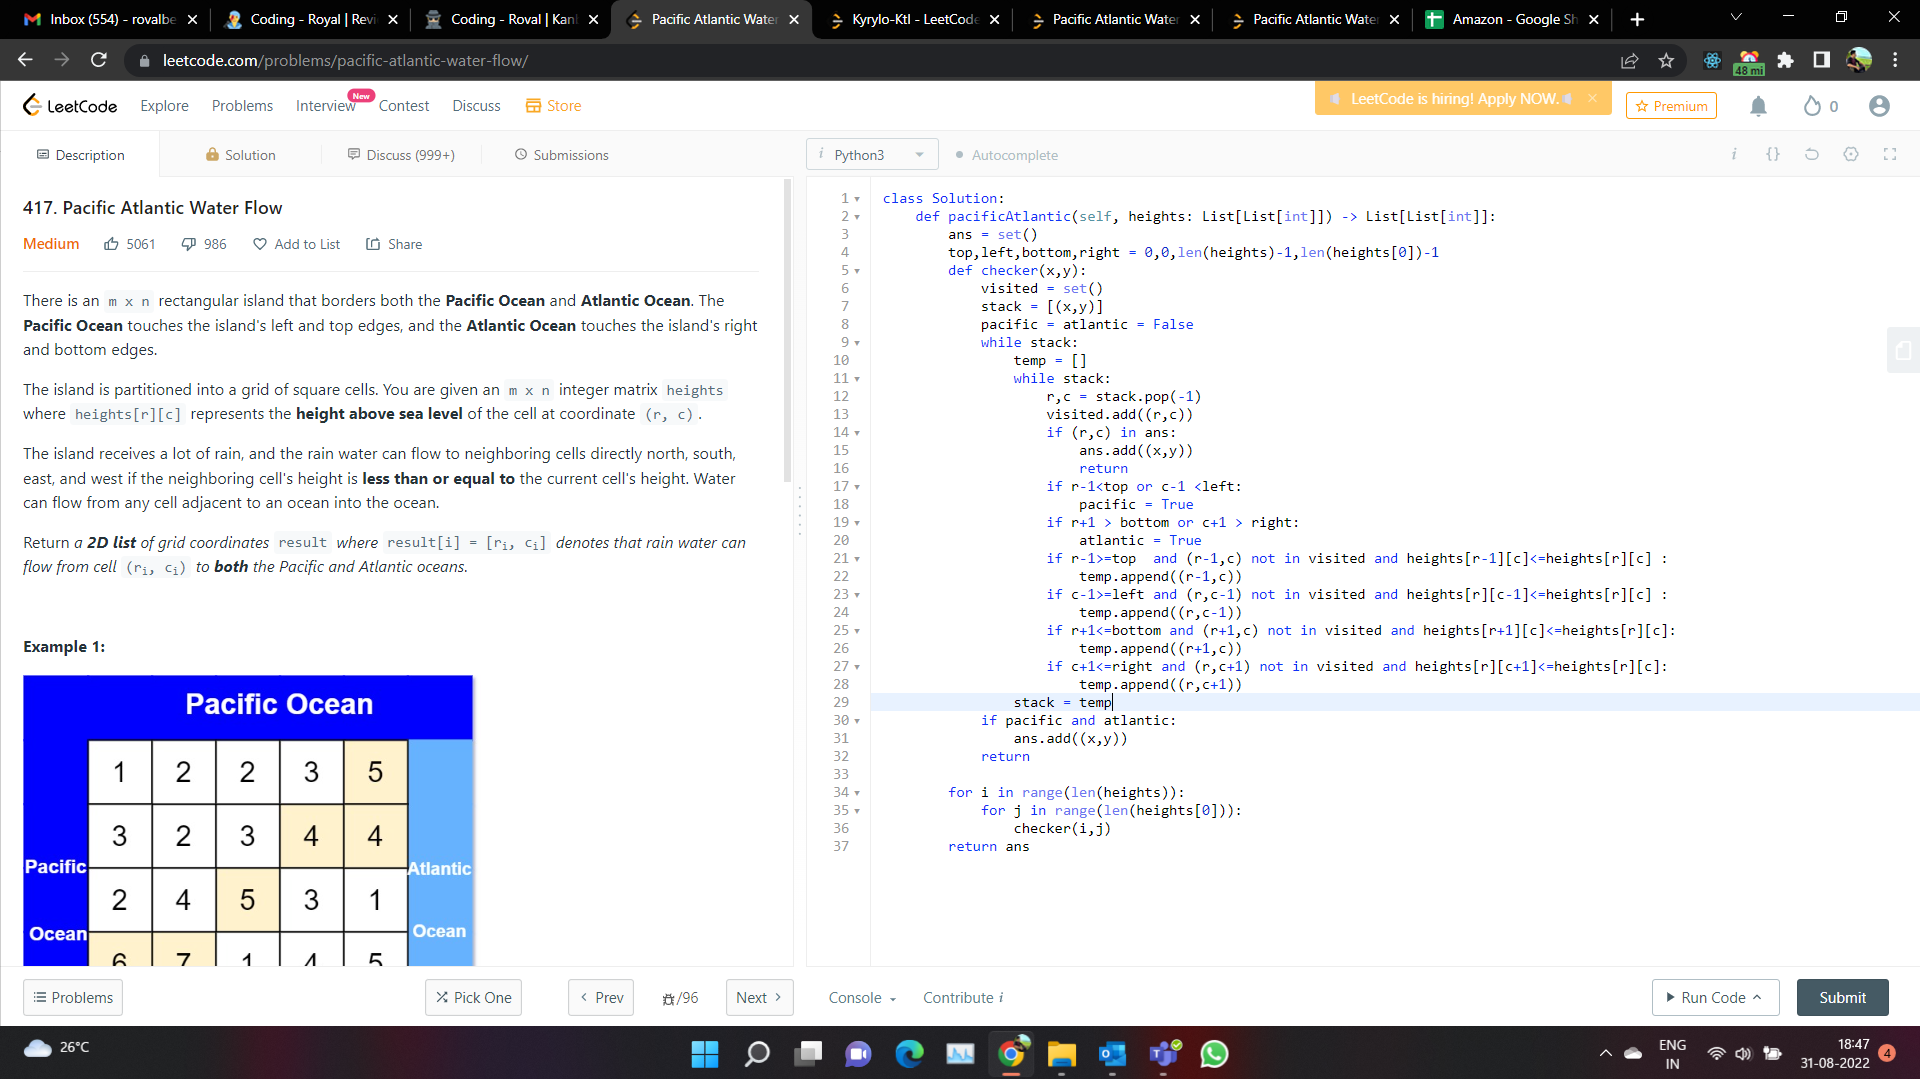 Inbox (554) - rovalbe
Coding - Royal | Revi
Coding - Roval | Kanl
Pacific Atlantic Water
Kyrylo-Ktl - LeetCode
Pacific Atlantic Water
Pacific Atlantic Water
Amazon - Google Sh
leetcode.com/problems/pacific-atlantic-water-flow/
48 mi
LeetCode
Explore
Problems
Interview
New
Contest
Discuss
Store
LeetCode is hiring! Apply NOW.
Premium
0
Description
Solution
Discuss (999+)
Submissions
i Python3
Autocomplete
417. Pacific Atlantic Water Flow
Medium 5061 986 Add to List Share
There is an m x n rectangular island that borders both the Pacific Ocean and Atlantic Ocean. The
Pacific Ocean touches the island's left and top edges, and the Atlantic Ocean touches the island's right
and bottom edges.
The island is partitioned into a grid of square cells. You are given an m x n integer matrix heights
where heights[r][c] represents the height above sea level of the cell at coordinate (r, c).
The island receives a lot of rain, and the rain water can flow to neighboring cells directly north, south,
east, and west if the neighboring cell's height is less than or equal to the current cell's height. Water
can flow from any cell adjacent to an ocean into the ocean.
Return a 2D list of grid coordinates result where result[i] = [ri, ci] denotes that rain water can
flow from cell (ri, ci) to both the Pacific and Atlantic oceans.
Example 1:
Pacific Ocean
1 2 2 3 5
3 2 3 4 4
Pacific
Atlantic
2 4 5 3 1
Ocean
Ocean
6 7 1 4 5
1 class Solution:
2 def pacificAtlantic(self, heights: List[List[int]]) -> List[List[int]]:
3 ans = set()
4 top,left,bottom,right = 0,0,len(heights)-1,len(heights[0])-1
5 def checker(x,y):
6 visited = set()
7 stack = [(x,y)]
8 pacific = atlantic = False
9 while stack:
10 temp = []
11 while stack:
12 r,c = stack.pop(-1)
13 visited.add((r,c))
14 if (r,c) in ans:
15 ans.add((x,y))
16 return
17 if r-1<top or c-1 <left:
18 pacific = True
19 if r+1 > bottom or c+1 > right:
20 atlantic = True
21 if r-1>=top  and (r-1,c) not in visited and heights[r-1][c]<=heights[r][c] :
22 temp.append((r-1,c))
23 if c-1>=left and (r,c-1) not in visited and heights[r][c-1]<=heights[r][c] :
24 temp.append((r,c-1))
25 if r+1<=bottom and (r+1,c) not in visited and heights[r+1][c]<=heights[r][c]:
26 temp.append((r+1,c))
27 if c+1<=right and (r,c+1) not in visited and heights[r][c+1]<=heights[r][c]:
28 temp.append((r,c+1))
29 stack = temp
30 if pacific and atlantic:
31 ans.add((x,y))
32 return
33
34 for i in range(len(heights)):
35 for j in range(len(heights[0])):
36 checker(i,j)
37 return ans
Problems
Pick One
Prev
/96
Next
Console
Contribute i
Run Code
Submit
26°C
ENG
IN
18:47
31-08-2022
4